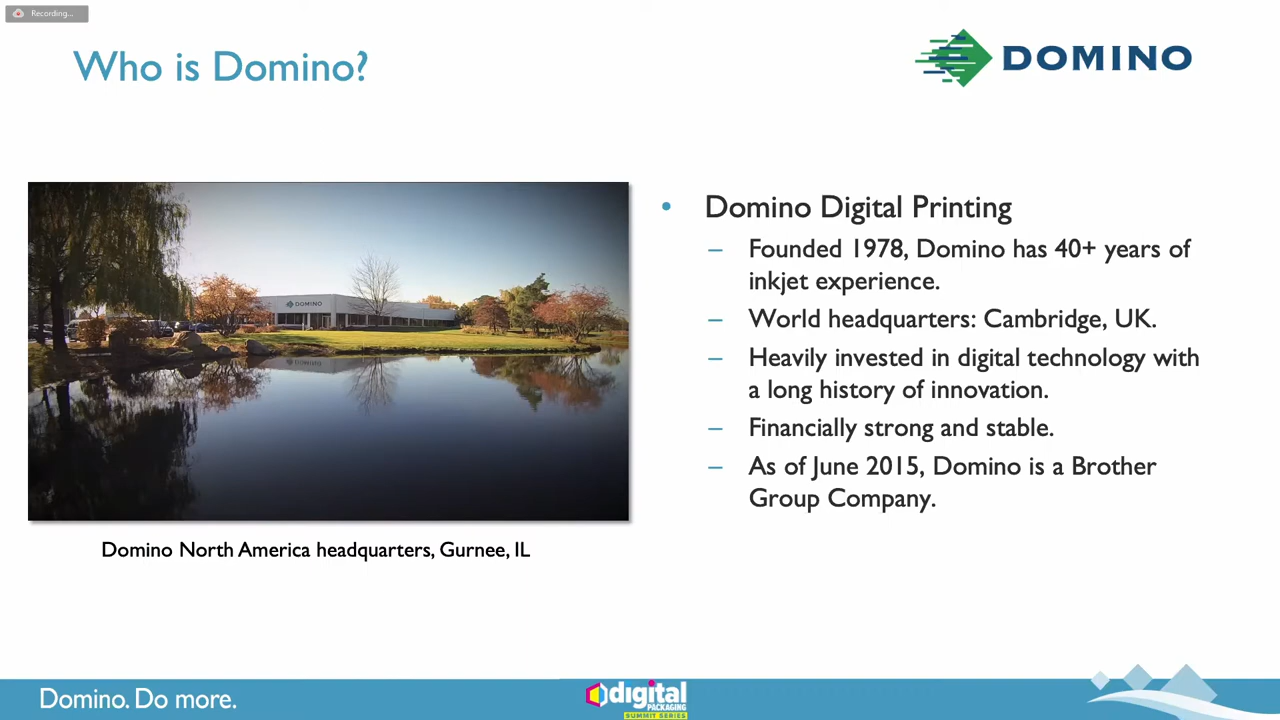 Recording...
Who is Domino?
DOMINO
• Domino Digital Printing
– Founded 1978, Domino has 40+ years of
inkjet experience.
– World headquarters: Cambridge, UK.
– Heavily invested in digital technology with
a long history of innovation.
– Financially strong and stable.
– As of June 2015, Domino is a Brother
Group Company.
DOMINO
Domino North America headquarters, Gurnee, IL
Domino. Do more.
digital
PACKAGING
SUMMIT SERIES